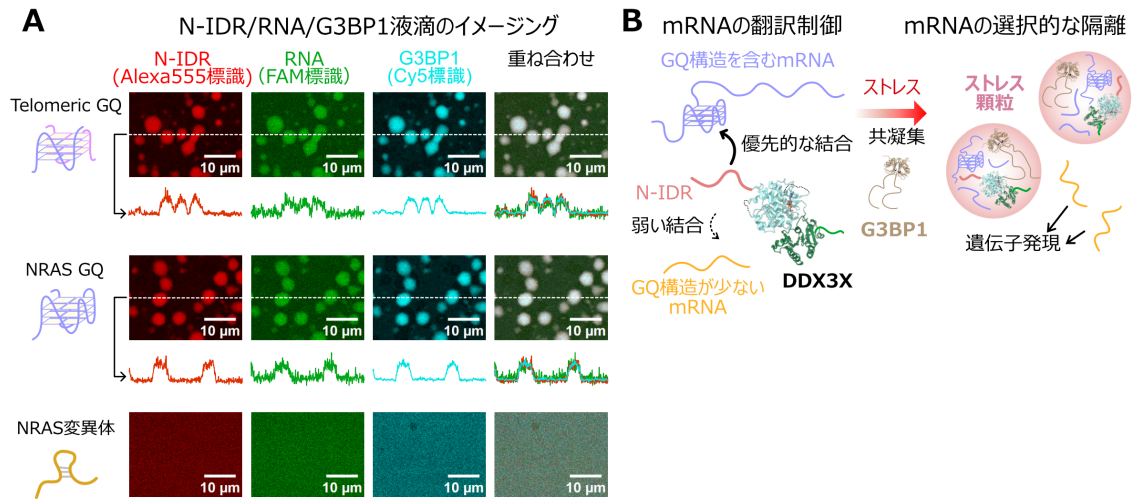 A
N-IDR/RNA/G3BP1液滴のイメージング
N-IDR
(Alexa555標識)
RNA
(FAM標識)
G3BP1
(Cy5標識)
重ね合わせ
Telomeric GQ
10 µm
10 µm
10 µm
10 µm
NRAS GQ
10 µm
10 µm
10 µm
10 µm
NRAS変異体
10 µm
10 µm
10 µm
10 µm
B
mRNAの翻訳制御
mRNAの選択的な隔離
GQ構造を含むmRNA
優先的な結合
N-IDR
弱い結合
DDX3X
GQ構造が少ない
mRNA
ストレス
共凝集
G3BP1
ストレス
顆粒
遺伝子発現